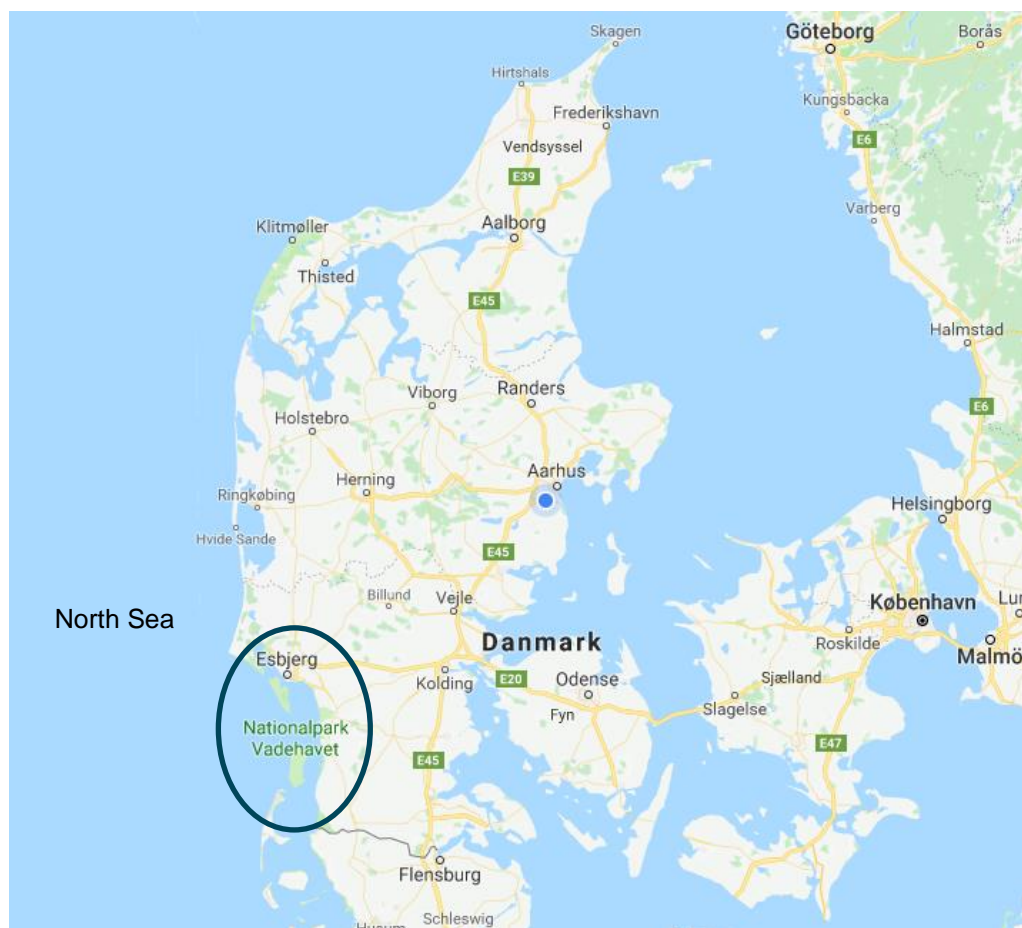 Skagen
Göteborg
Borås
Hirtshals
Kungsbacka
Frederikshavn
Vendsyssel
E6
E39
Klitmøller
Aalborg
Varberg
Thisted
E45
Halmstad
Viborg
Randers
E6
Holstebro
Aarhus
Herning
Ringkøbing
Helsingborg
Hvide Sande
E45
Billund
Vejle
København
Lun
North Sea
Danmark
Roskilde
Malmö
Esbjerg
Kolding
E20
Odense
Sjælland
Slagelse
Fyn
Nationalpark
Vadehavet
E47
E45
Flensburg
Schleswig
Husum